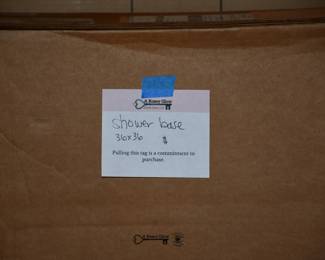 shower base
36x36 $
Pulling this tag is a commitment to
purchase.